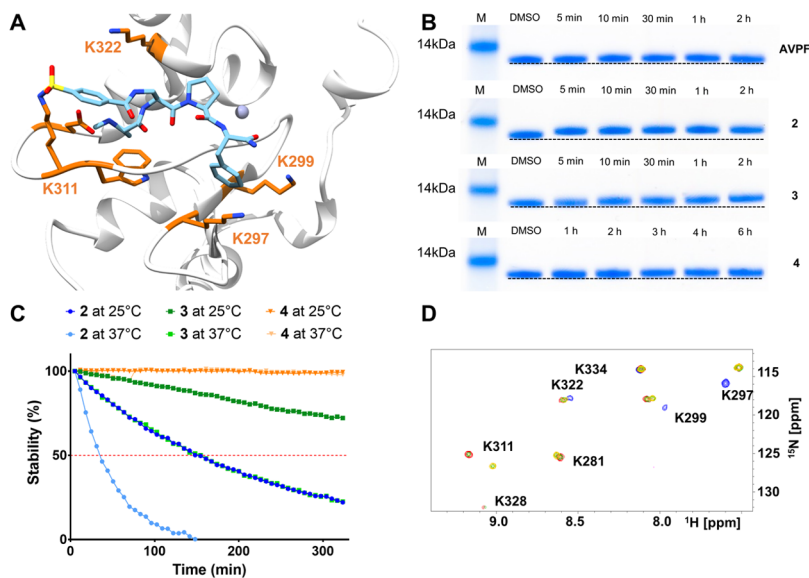 A
K322
K311
K299
K297
B
M DMSO 5 min 10 min 30 min 1 h 2 h
14kDa
AVPF
M DMSO 5 min 10 min 30 min 1 h 2 h
14kDa
2
M DMSO 5 min 10 min 30 min 1 h 2 h
14kDa
3
M DMSO 1 h 2 h 3 h 4 h 6 h
14kDa
4
C
2 at 25°C 3 at 25°C 4 at 25°C
2 at 37°C 3 at 37°C 4 at 37°C
100
50
0
Stability (%)
0 100 200 300
Time (min)
D
K334
K322
K297
K299
K311
K281
K328
115
120
125
130
¹⁵N [ppm]
9.0 8.5 8.0 ¹H [ppm]